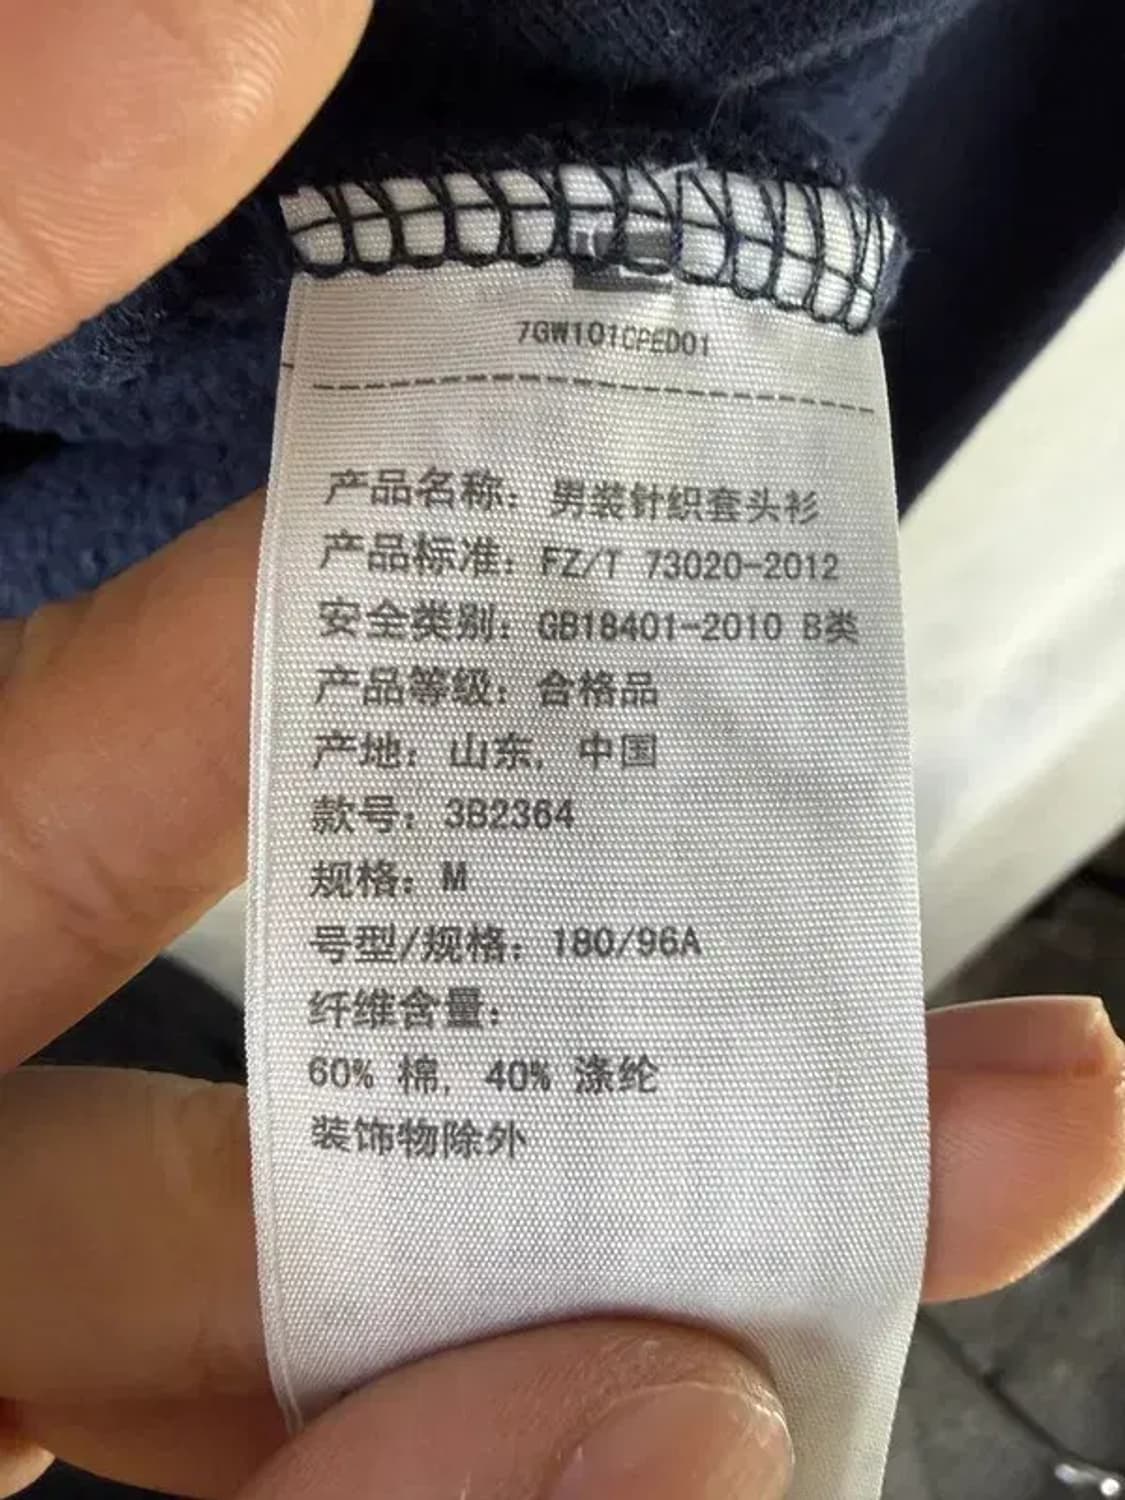 7GW101CPED01
产品名称：男装针织套头衫
产品标准：FZ/T 73020-2012
安全类别：GB18401-2010 B类
产品等级：合格品
产地：山东，中国
款号：3B2364
规格：M
号型/规格：180/96A
纤维含量：
60% 棉，40% 涤纶
装饰物除外